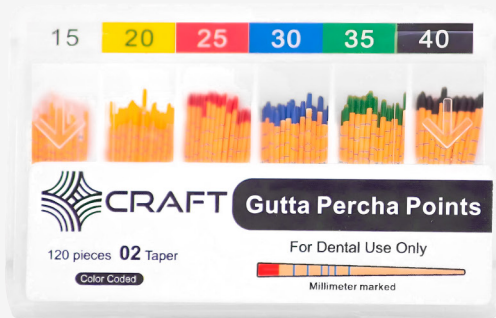 15 20 25 30 35 40
CRAFT
Gutta Percha Points
120 pieces 02 Taper
For Dental Use Only
Color Coded
Millimeter marked